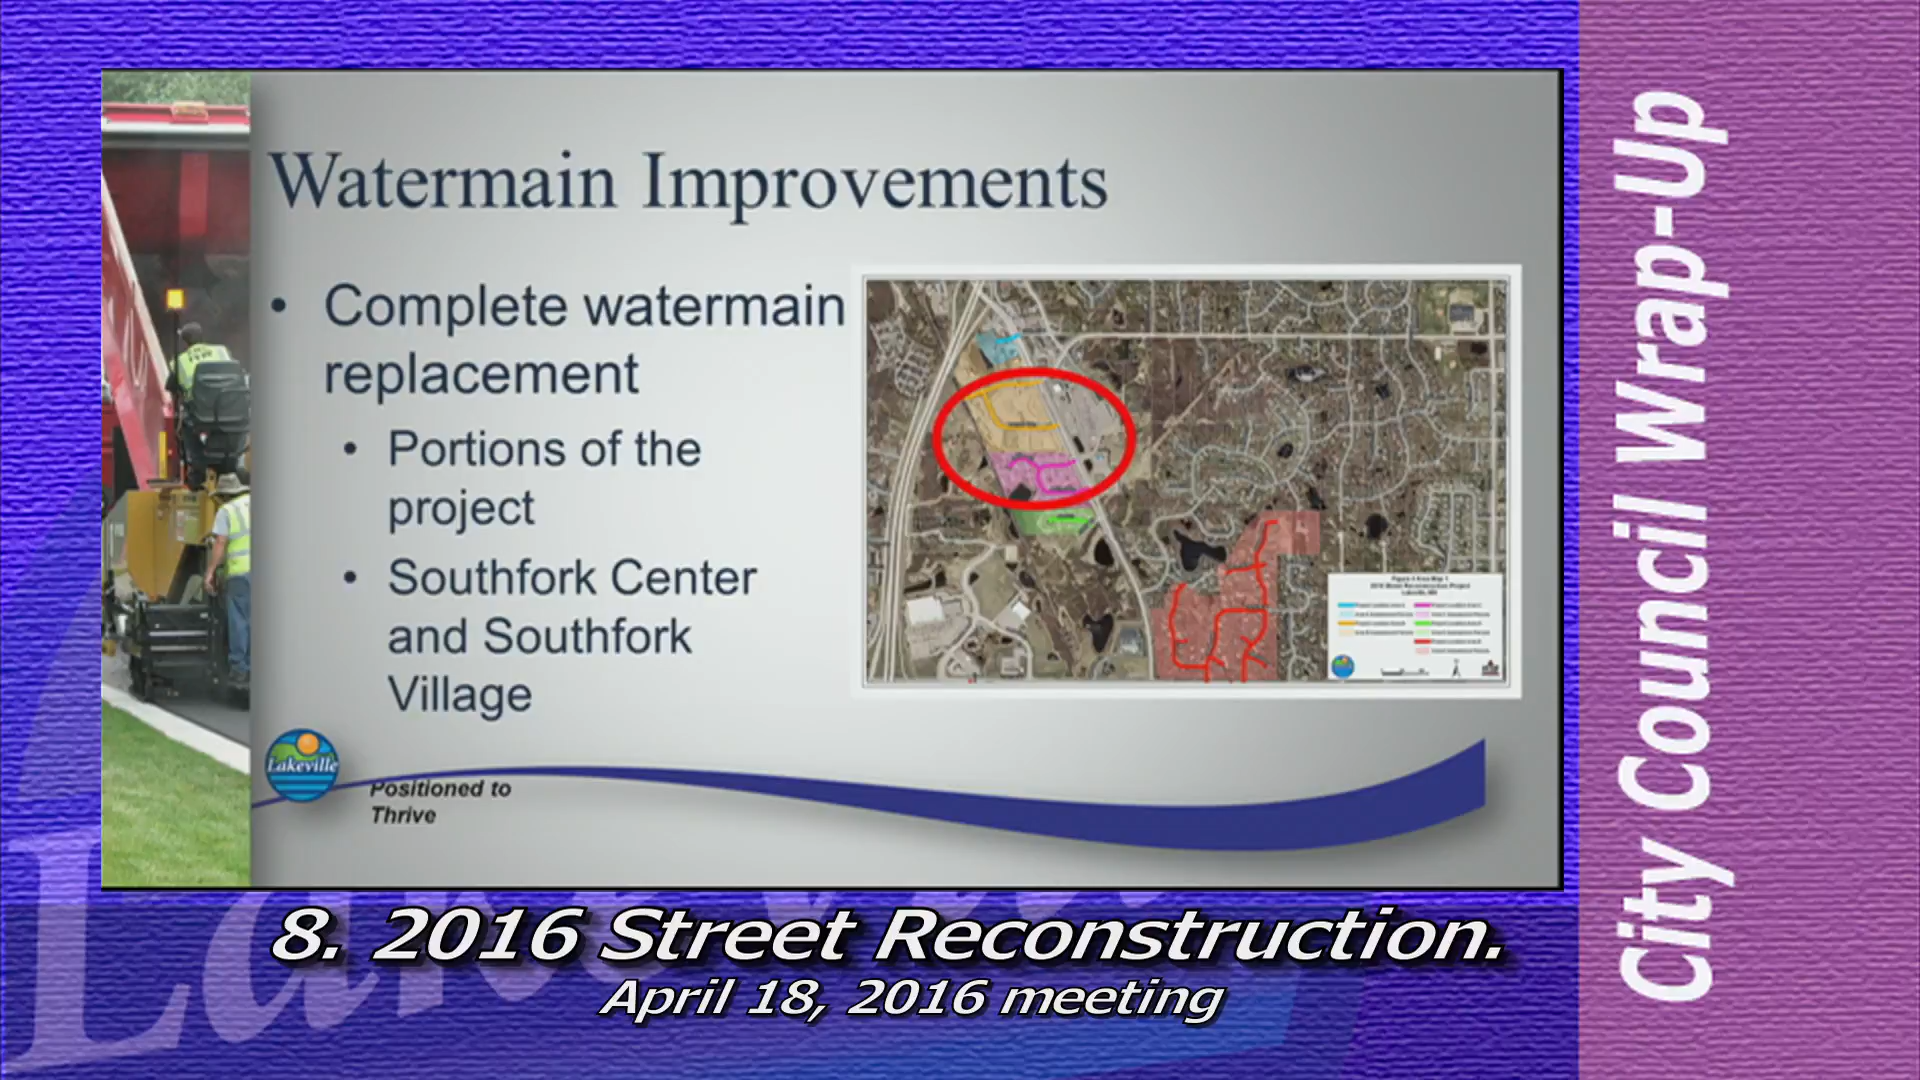 Watermain Improvements
• Complete watermain
replacement
• Portions of the
project
• Southfork Center
and Southfork
Village
Lakeville
Positioned to
Thrive
8. 2016 Street Reconstruction.
April 18, 2016 meeting
City Council Wrap-Up